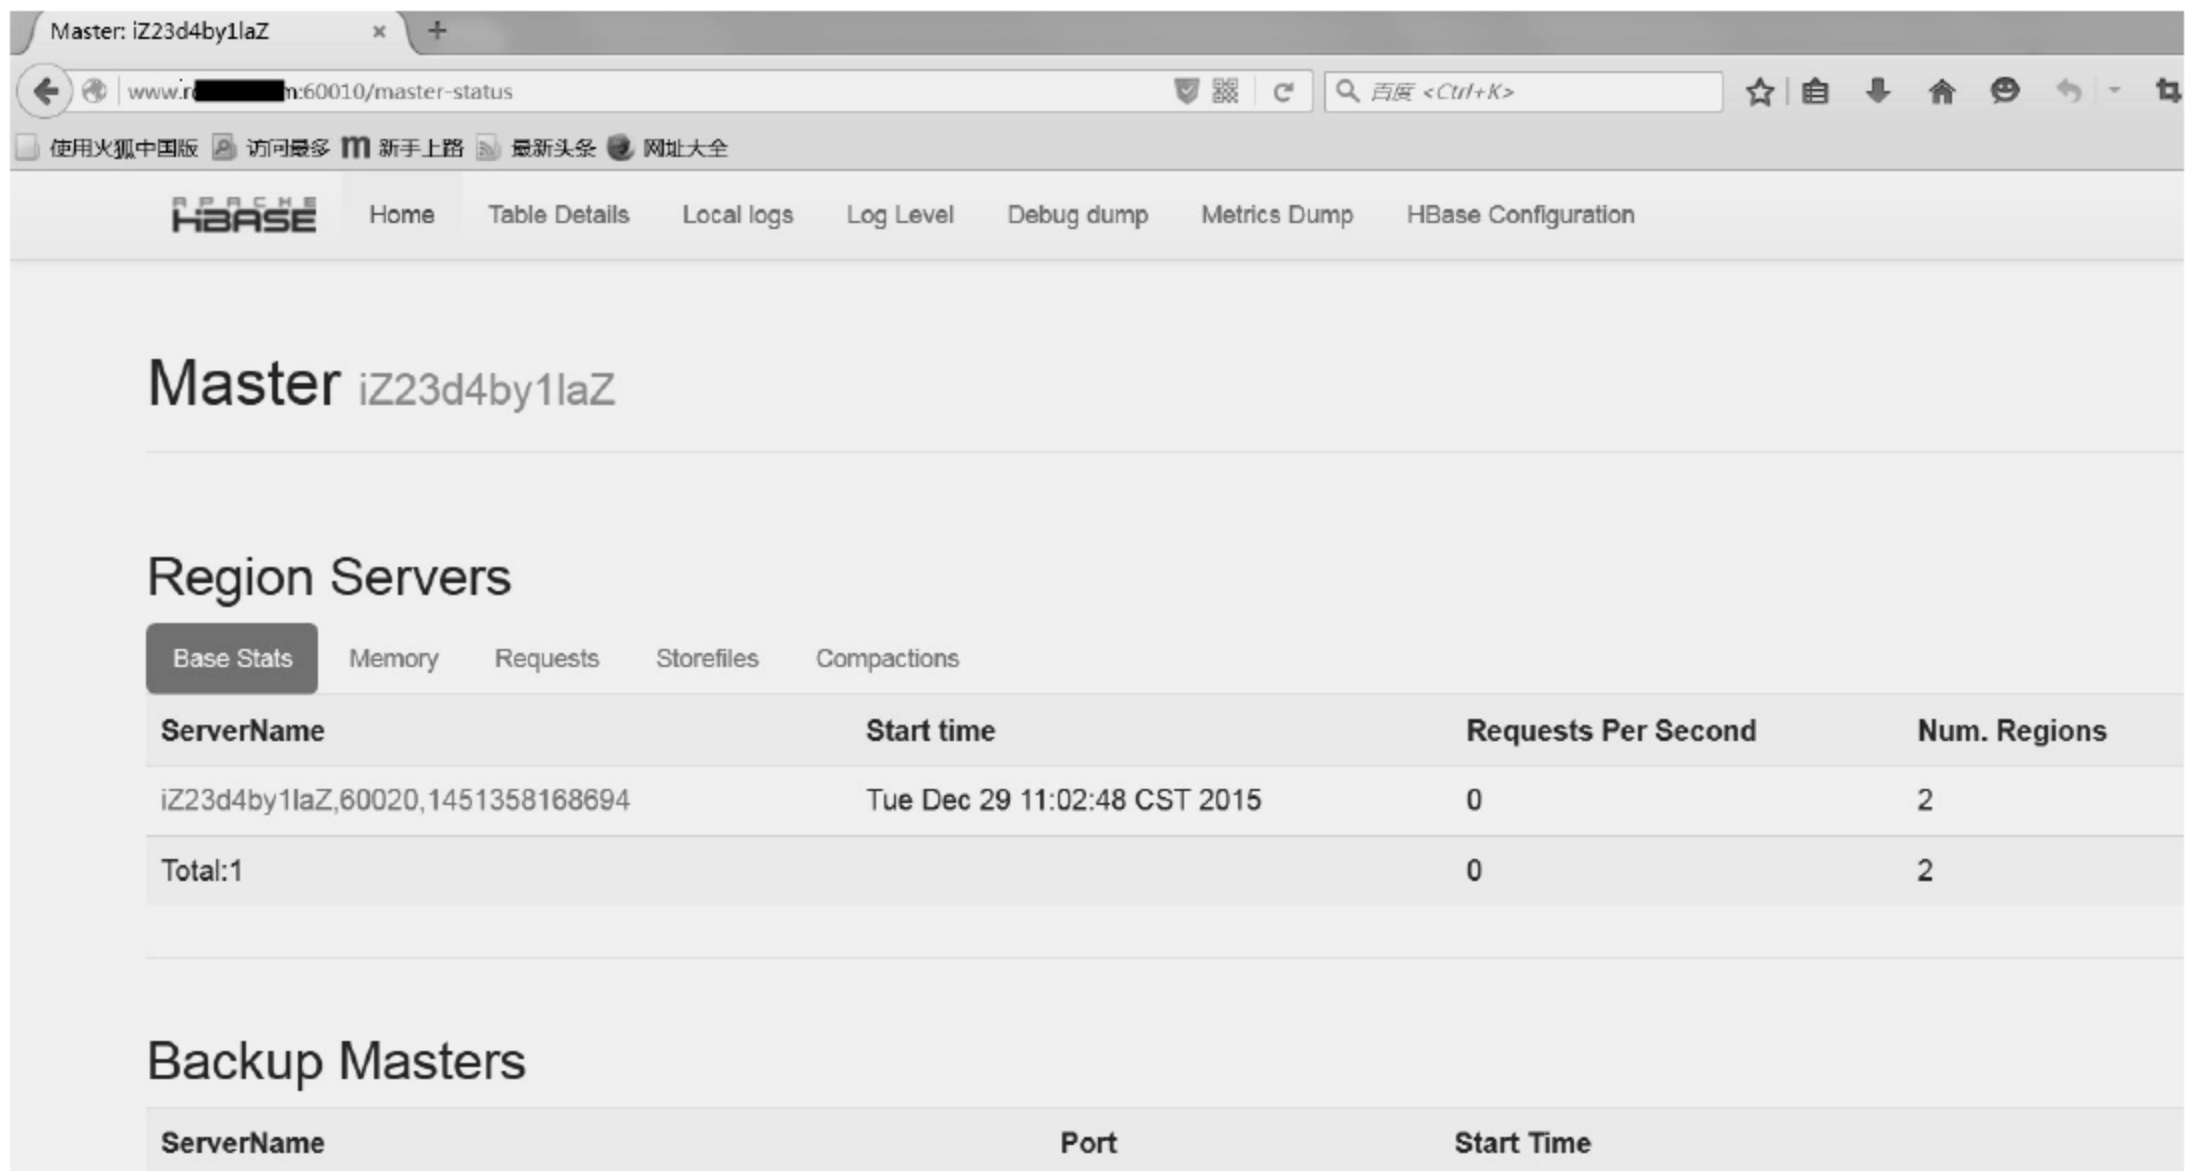 Master: iZ23d4by1laZ
www.r m:60010/master-status 百度 <Ctrl+K>
使用火狐中国版 访问最多 新手上路 最新头条 网址大全
APACHE
HBASE Home Table Details Local logs Log Level Debug dump Metrics Dump HBase Configuration
Master iZ23d4by1laZ
Region Servers
Base Stats Memory Requests Storefiles Compactions
ServerName Start time Requests Per Second Num. Regions
iZ23d4by1laZ,60020,1451358168694 Tue Dec 29 11:02:48 CST 2015 0 2
Total:1 0 2
Backup Masters
ServerName Port Start Time